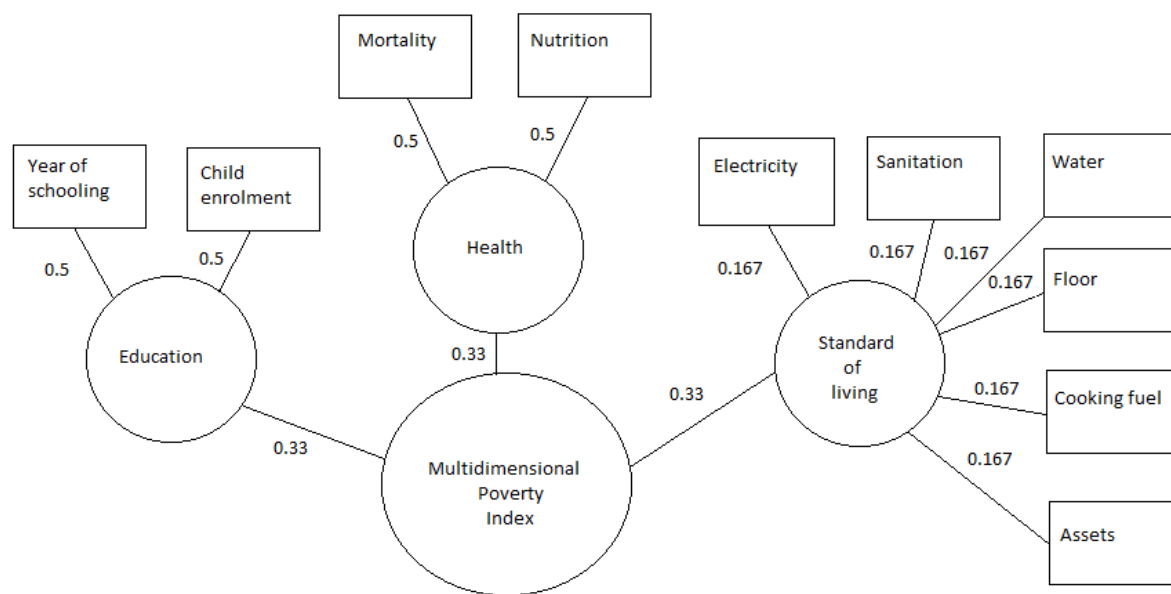 Mortality
Nutrition
0.5
0.5
Year of
schooling
Child
enrolment
0.5
0.5
Electricity
Sanitation
Water
Floor
Cooking fuel
Assets
0.167
0.167
0.167
0.167
0.167
0.167
Health
Education
Standard
of
living
0.33
0.33
0.33
Multidimensional
Poverty
Index